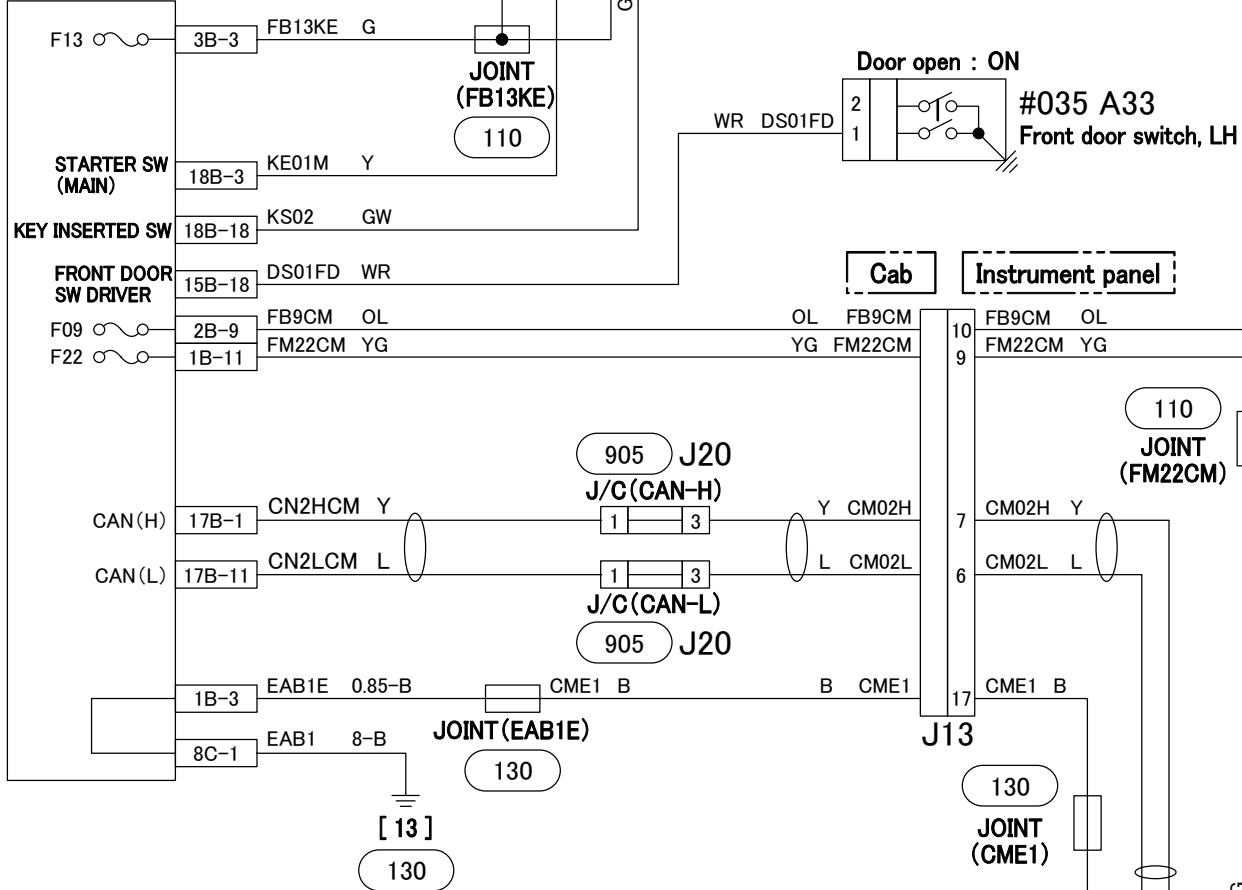 G
F13 3B-3 FB13KE G
JOINT
(FB13KE)
110
Door open : ON
2
1
WR DS01FD
#035 A33
Front door switch, LH
STARTER SW
(MAIN)
18B-3 KE01M Y
KEY INSERTED SW 18B-18 KS02 GW
FRONT DOOR
SW DRIVER
15B-18 DS01FD WR
Cab
Instrument panel
F09 2B-9 FB9CM OL OL FB9CM 10 FB9CM OL
F22 1B-11 FM22CM YG YG FM22CM 9 FM22CM YG
110
JOINT
(FM22CM)
905 J20
J/C(CAN-H)
CAN(H) 17B-1 CN2HCM Y 1 3 Y CM02H 7 CM02H Y
CAN(L) 17B-11 CN2LCM L 1 3 L CM02L 6 CM02L L
J/C(CAN-L)
905 J20
1B-3 EAB1E 0.85-B CME1 B B CME1 17 CME1 B
JOINT(EAB1E)
130
J13
8C-1 EAB1 8-B
[ 13 ]
130
130
JOINT
(CME1)